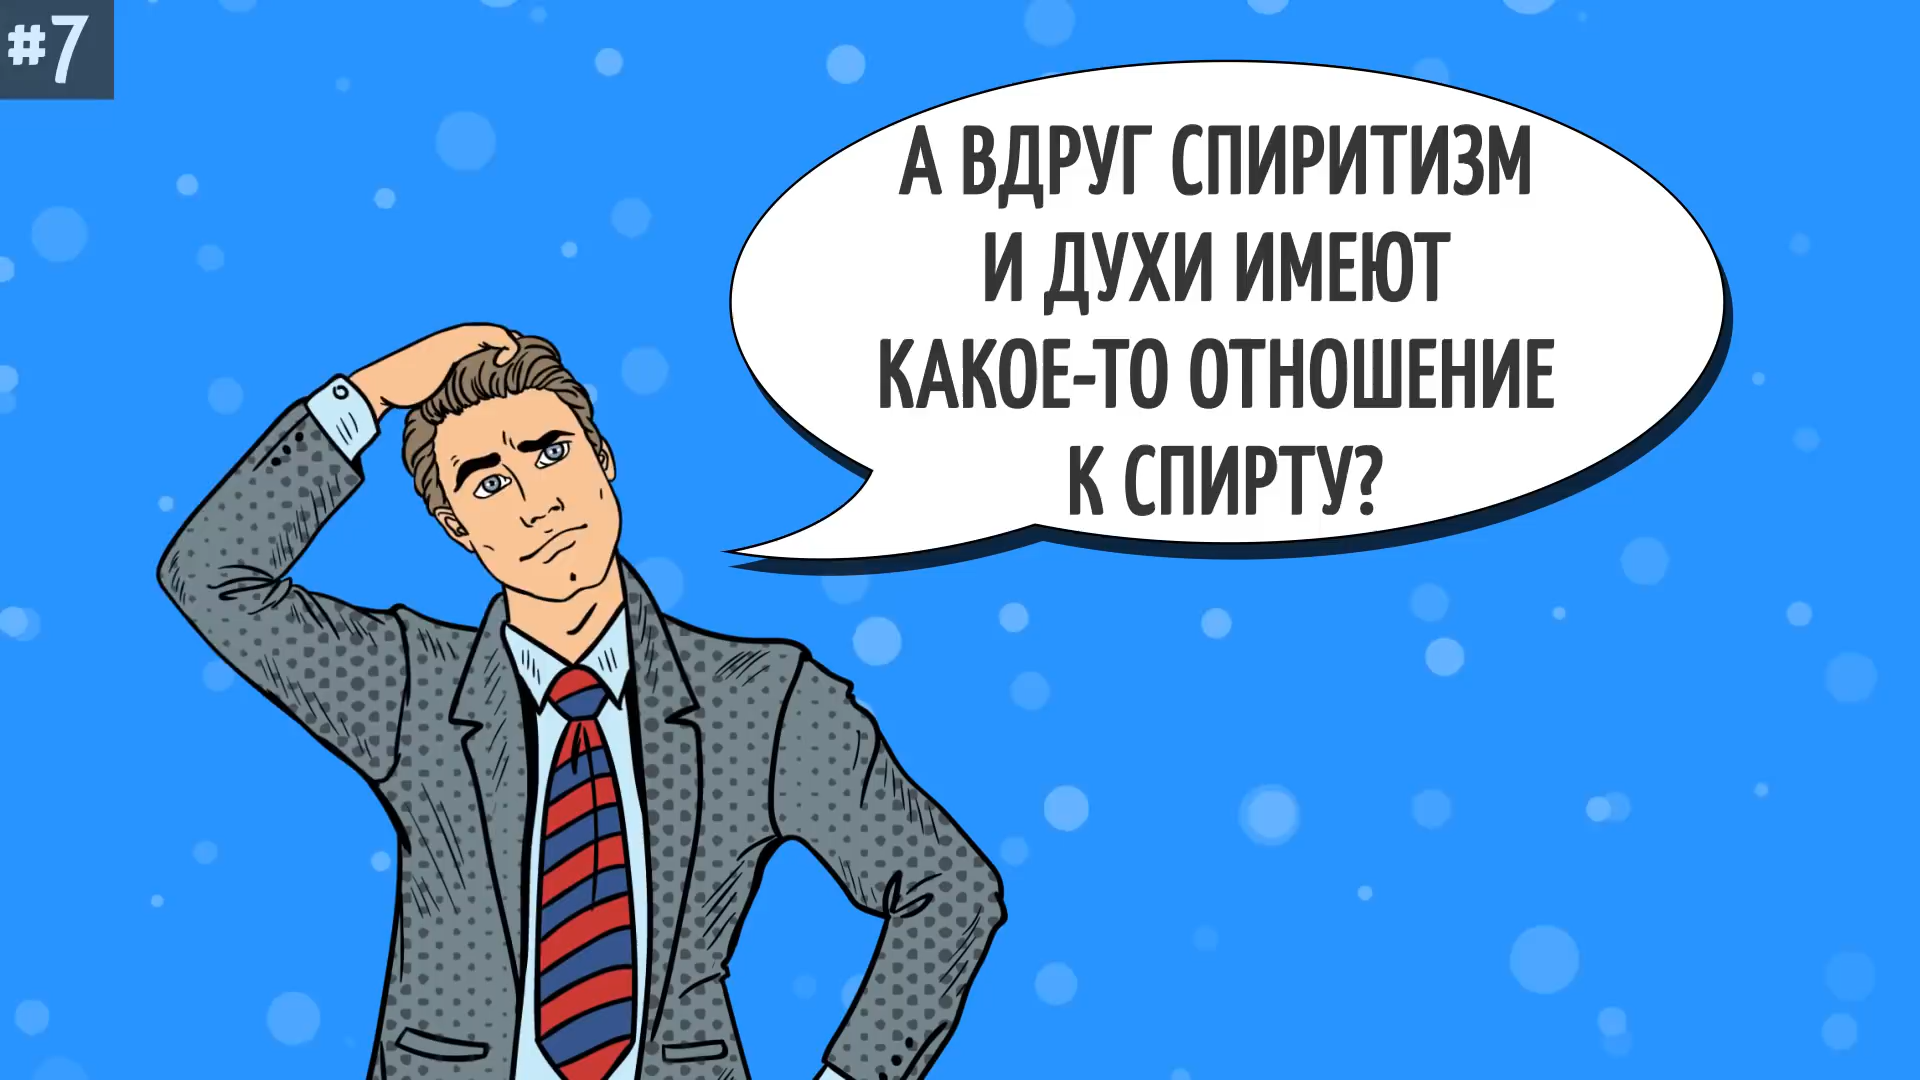 #7
А ВДРУГ СПИРИТИЗМ
И ДУХИ ИМЕЮТ
КАКОЕ-ТО ОТНОШЕНИЕ
К СПИРТУ?